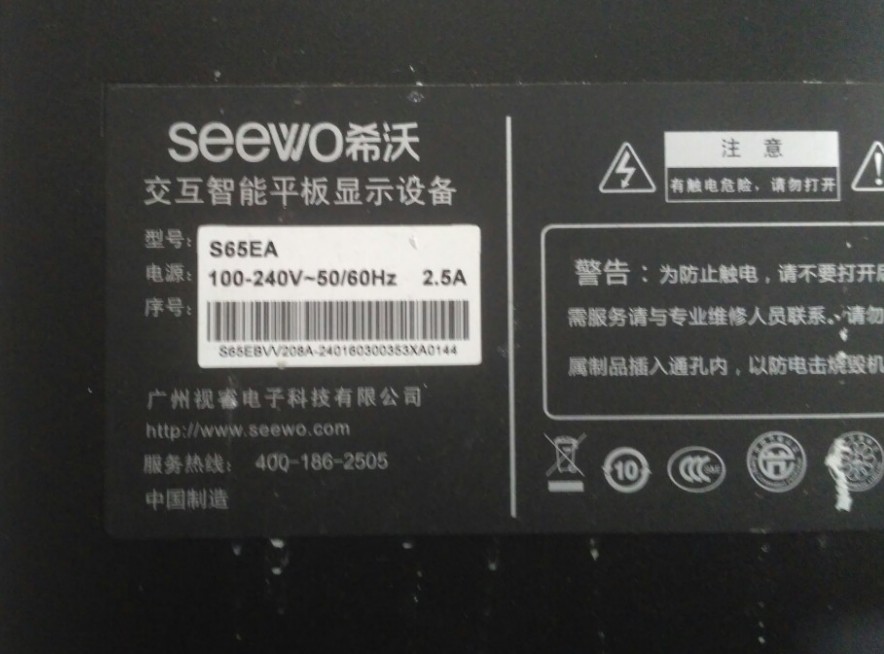 seewo希沃
交互智能平板显示设备
型号: S65EA
电源: 100-240V~50/60Hz 2.5A
序号:
S65EBVV208A-240160300353XA0144
广州视睿电子科技有限公司
http://www.seewo.com
服务热线: 400-186-2505
中国制造
注 意
有触电危险、请勿打开
警告:为防止触电,请不要打开
需服务请与专业维修人员联系。请勿
属制品插入通孔内,以防电击烧毁机
10
CCC